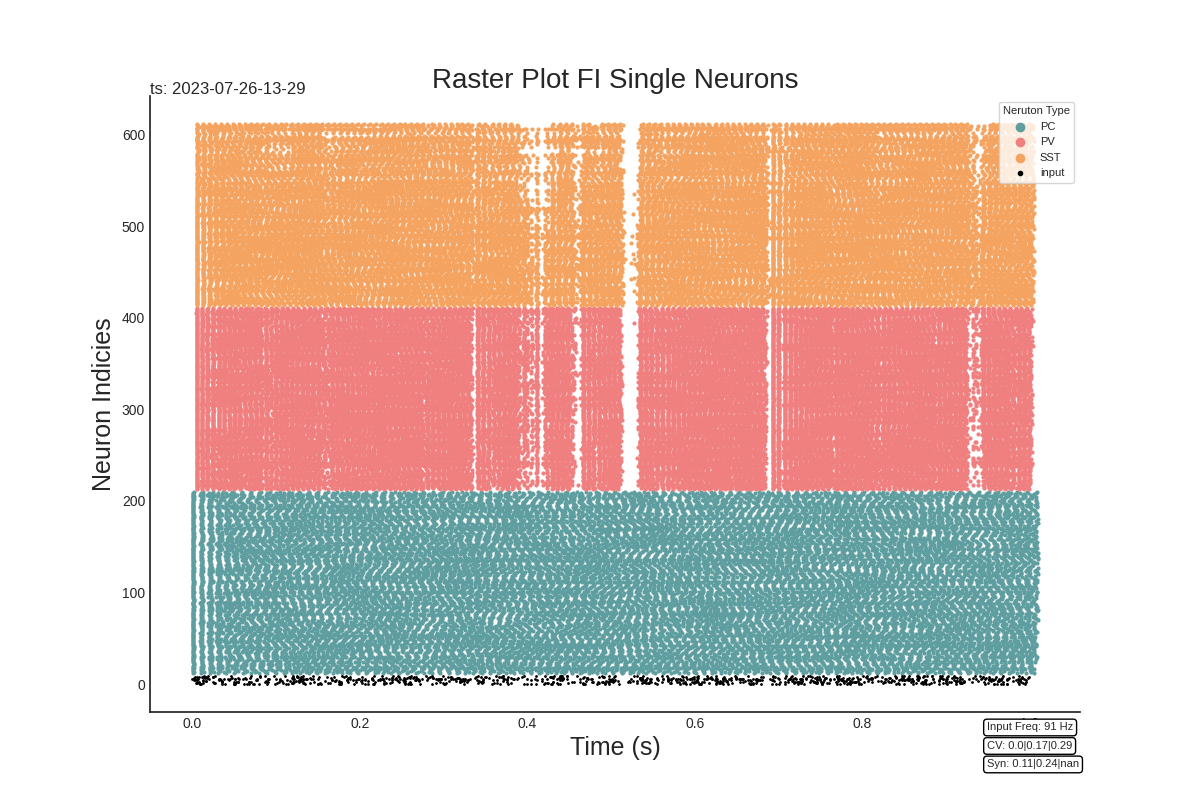 Raster Plot FI Single Neurons
ts: 2023-07-26-13-29
Neruton Type
PC
PV
SST
input
600
500
400
300
200
100
0
Neuron Indicies
0.0 0.2 0.4 0.6 0.8
Time (s)
Input Freq: 91 Hz
CV: 0.0|0.17|0.29
Syn: 0.11|0.24|nan